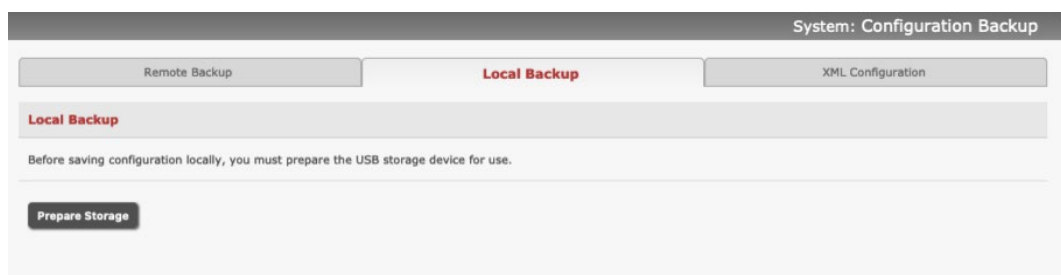 System: Configuration Backup
Remote Backup
Local Backup
XML Configuration
Local Backup
Before saving configuration locally, you must prepare the USB storage device for use.
Prepare Storage